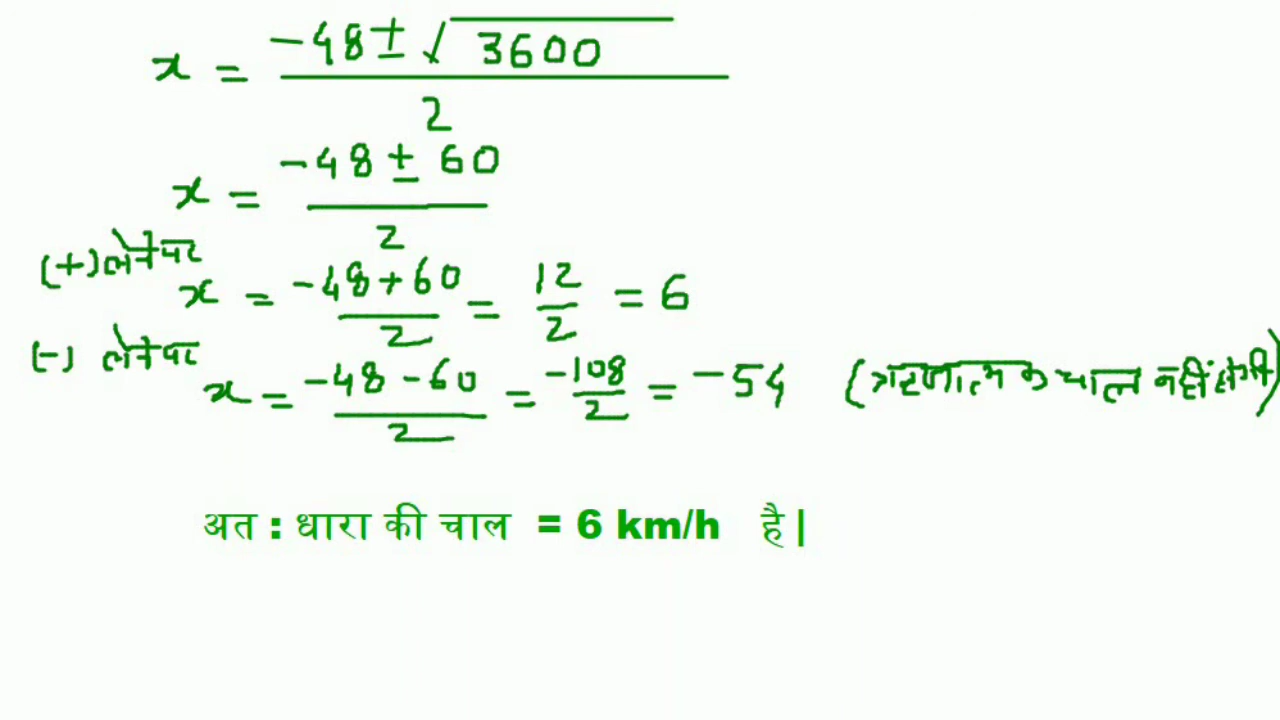 x = -48 ± √3600 / 2
x = -48 ± 60 / 2
(+) लेने पर
x = -48 + 60 / 2 = 12 / 2 = 6
(-) लेने पर
x = -48 - 60 / 2 = -108 / 2 = -54 (ऋणात्मक चाल नहीं होगी)
अत : धारा की चाल = 6 km/h है |